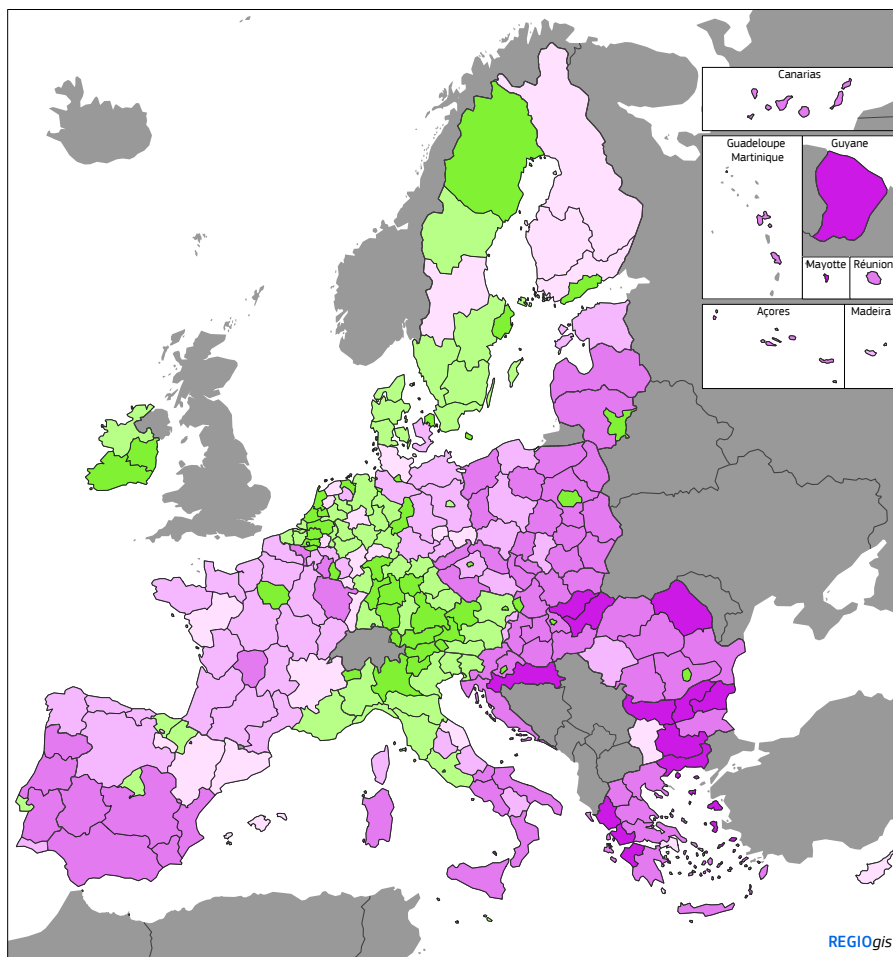 Canarias
Guadeloupe
Martinique
Guyane
Mayotte
Réunion
Açores
Madeira
REGIOgis